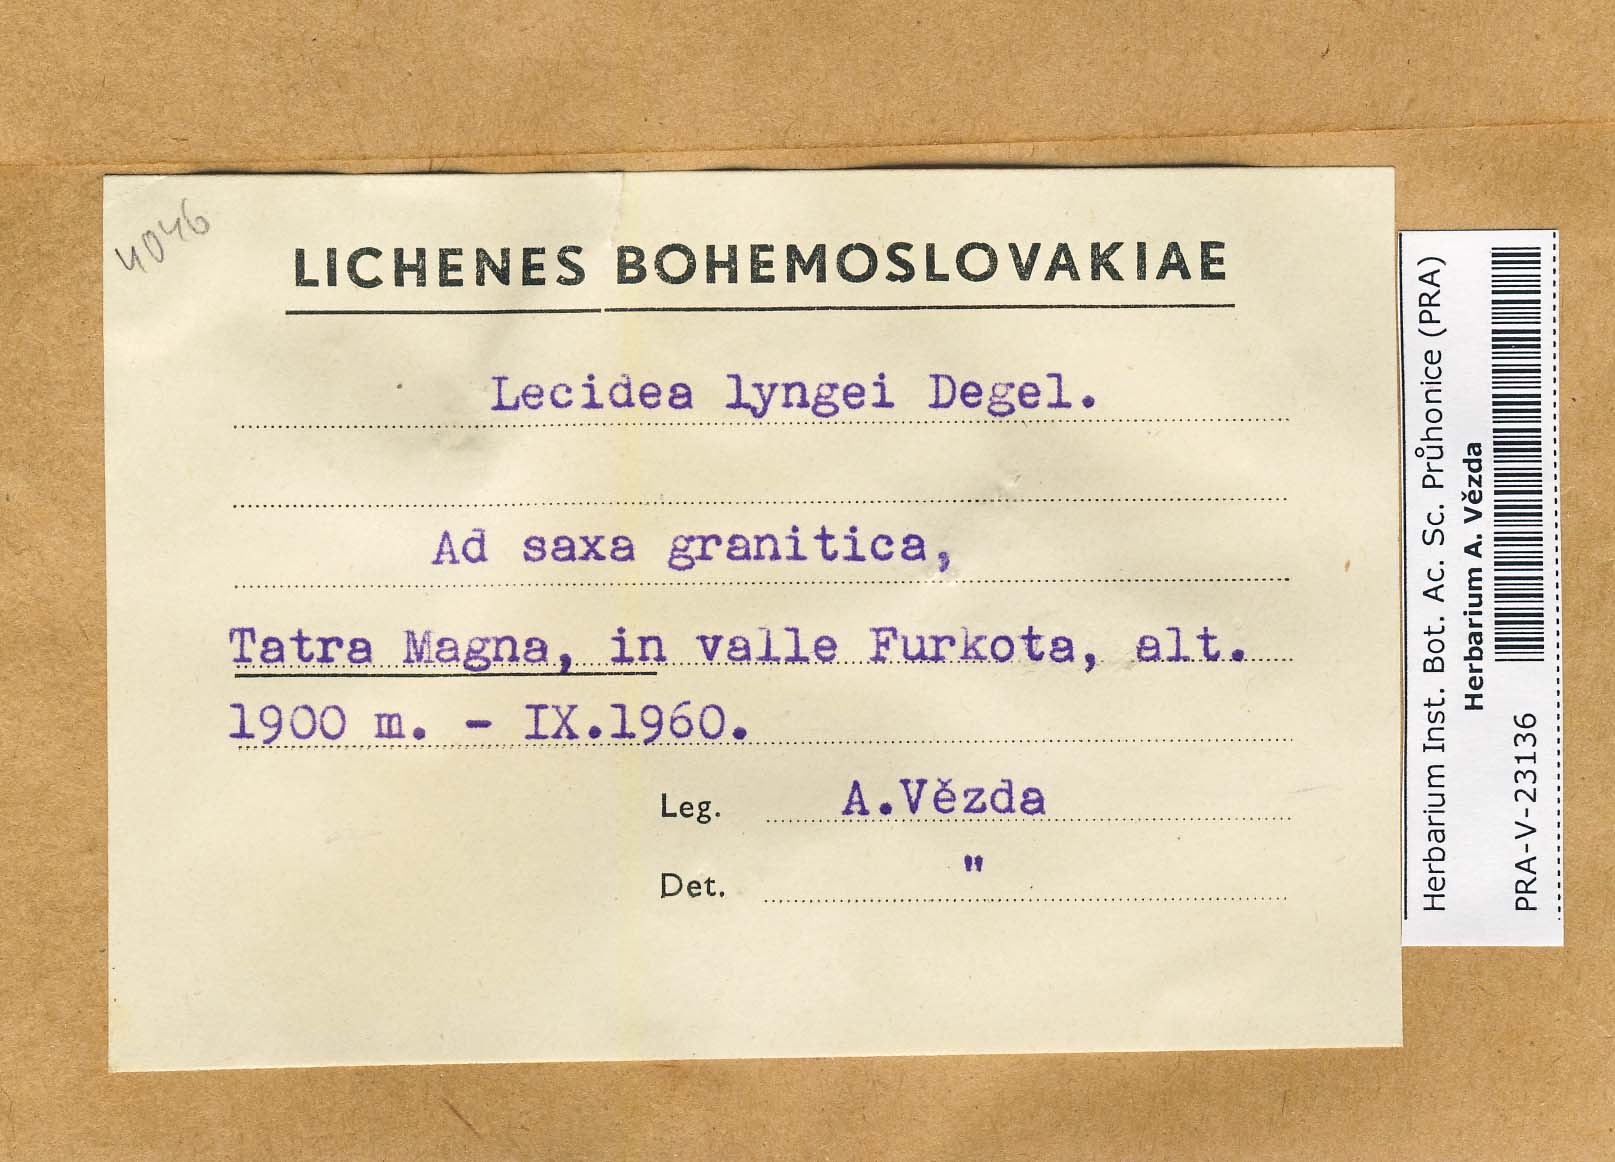 4046
LICHENES BOHEMOSLOVAKIAE
Lecidea lyngei Degel.
Ad saxa granitica,
Tatra Magna, in valle Furkota, alt.
1900 m. - IX.1960.
Leg. A.Vězda
Det. "
Herbarium Inst. Bot. Ac. Sc. Průhonice (PRA)
Herbarium A. Vězda
PRA-V-23136